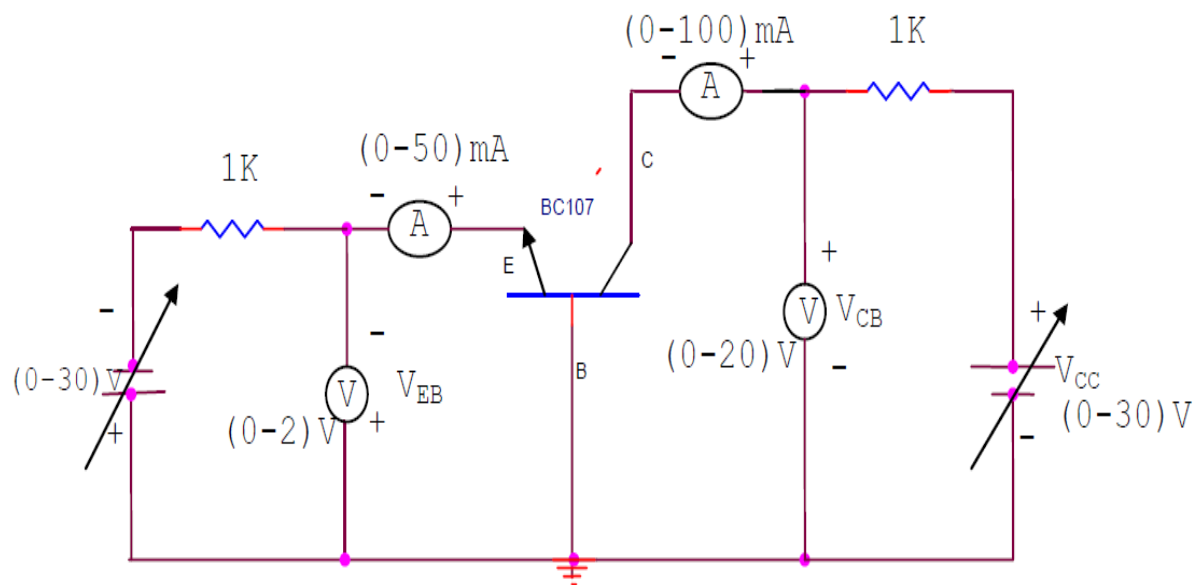 (0-100)mA
1K
- +
A
(0-50)mA
C
1K
BC107
- +
A
E
+
-
-
V
V_CB
+
(0-20)V
-
B
V_CC
(0-30)V
-
(0-30)V
+
-
V
V_EB
(0-2)V
+